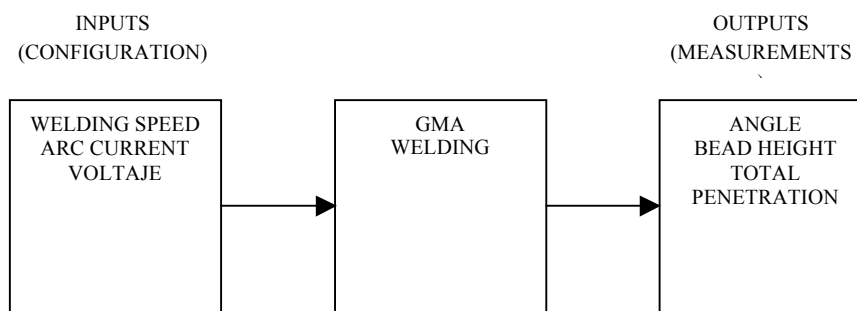 INPUTS
(CONFIGURATION)
OUTPUTS
(MEASUREMENTS
WELDING SPEED
ARC CURRENT
VOLTAJE
GMA
WELDING
ANGLE
BEAD HEIGHT
TOTAL
PENETRATION